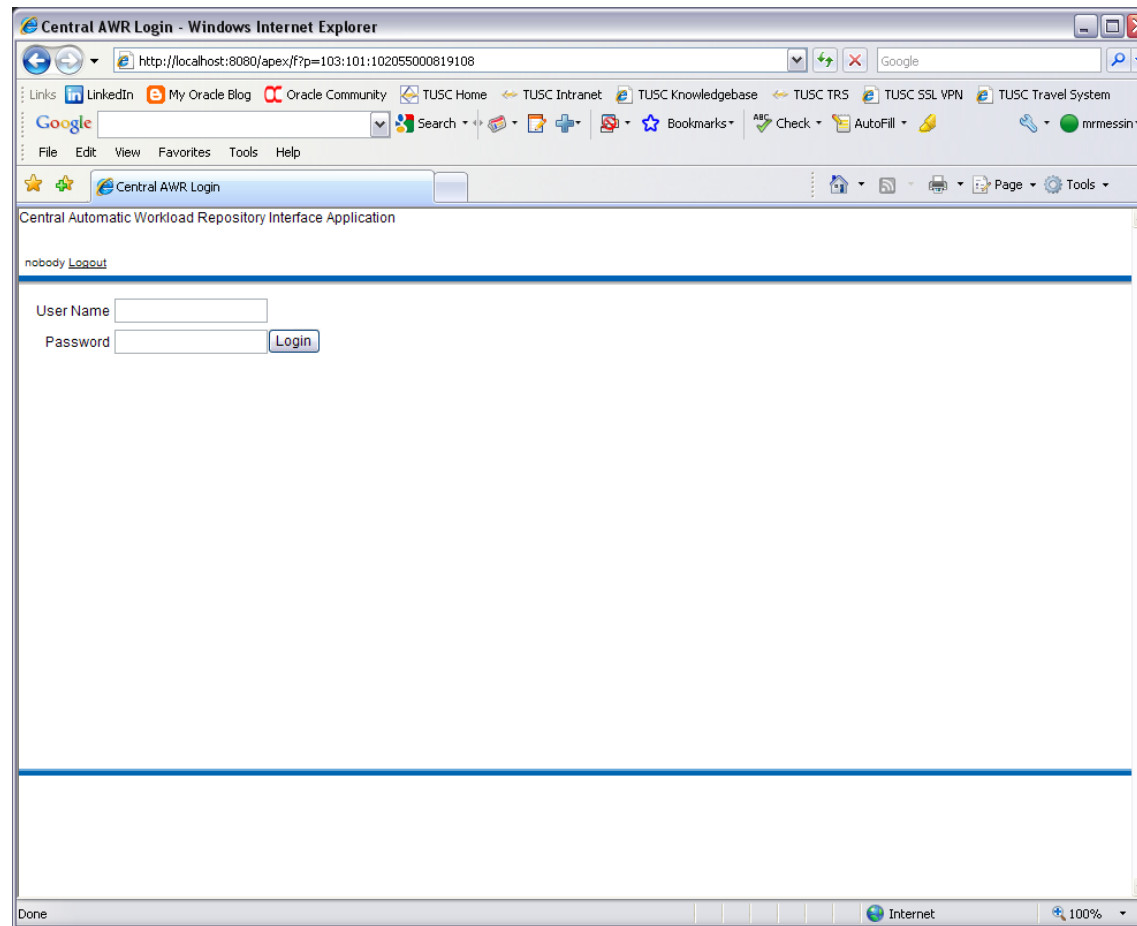 Central AWR Login - Windows Internet Explorer
http://localhost:8080/apex/f?p=103:101:102055000819108 Google
Links LinkedIn My Oracle Blog Oracle Community TUSC Home TUSC Intranet TUSC Knowledgebase TUSC TRS TUSC SSL VPN TUSC Travel System
Google Search Bookmarks ABC Check AutoFill mrmessin
File Edit View Favorites Tools Help
Central AWR Login Page Tools
Central Automatic Workload Repository Interface Application
nobody Logout
User Name
Password Login
Done Internet 100%